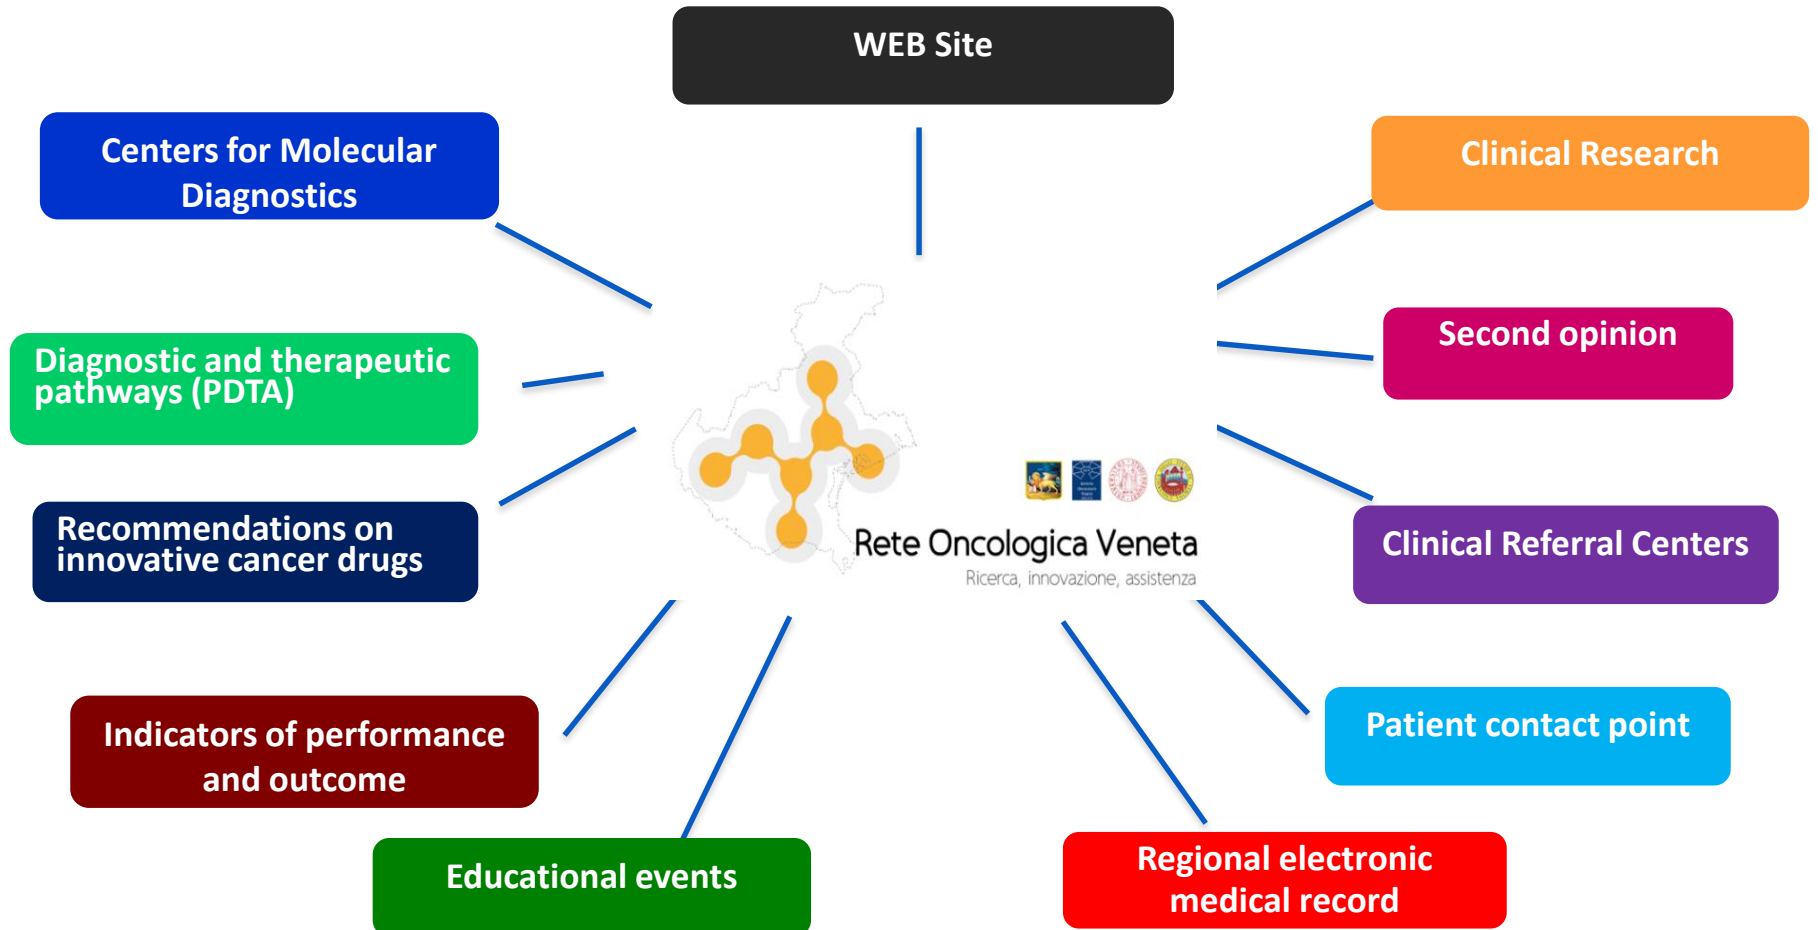 WEB Site
Centers for Molecular
Diagnostics
Clinical Research
Diagnostic and therapeutic
pathways (PDTA)
Second opinion
Recommendations on
innovative cancer drugs
Rete Oncologica Veneta
Ricerca, innovazione, assistenza
Clinical Referral Centers
Indicators of performance
and outcome
Patient contact point
Educational events
Regional electronic
medical record